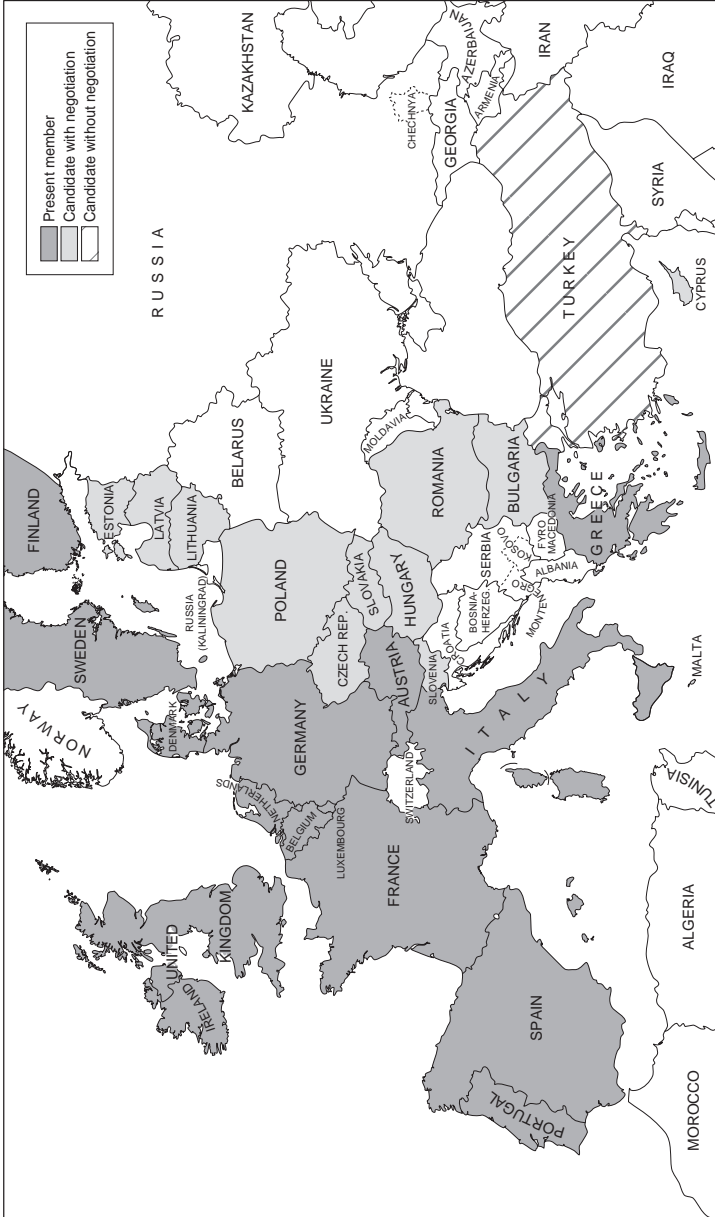 Present member
Candidate with negotiation
Candidate without negotiation
FINLAND
SWEDEN
NORWAY
RUSSIA
ESTONIA
LATVIA
LITHUANIA
RUSSIA
(KALININGRAD)
BELARUS
DENMARK
UNITED
KINGDOM
IRELAND
NETHERLANDS
BELGIUM
LUXEMBOURG
GERMANY
POLAND
CZECH REP.
SLOVAKIA
UKRAINE
MOLDAVIA
KAZAKHSTAN
FRANCE
SWITZERLAND
AUSTRIA
HUNGARY
SLOVENIA
CROATIA
BOSNIA-
HERZEG.
SERBIA
KOSOVO
MONTENEGRO
ALBANIA
FYRO
MACEDONIA
ROMANIA
BULGARIA
CHECHNYA
GEORGIA
ARMENIA
AZERBAIJAN
PORTUGAL
SPAIN
ITALY
GREECE
TURKEY
IRAN
IRAQ
SYRIA
CYPRUS
MALTA
MOROCCO
ALGERIA
TUNISIA